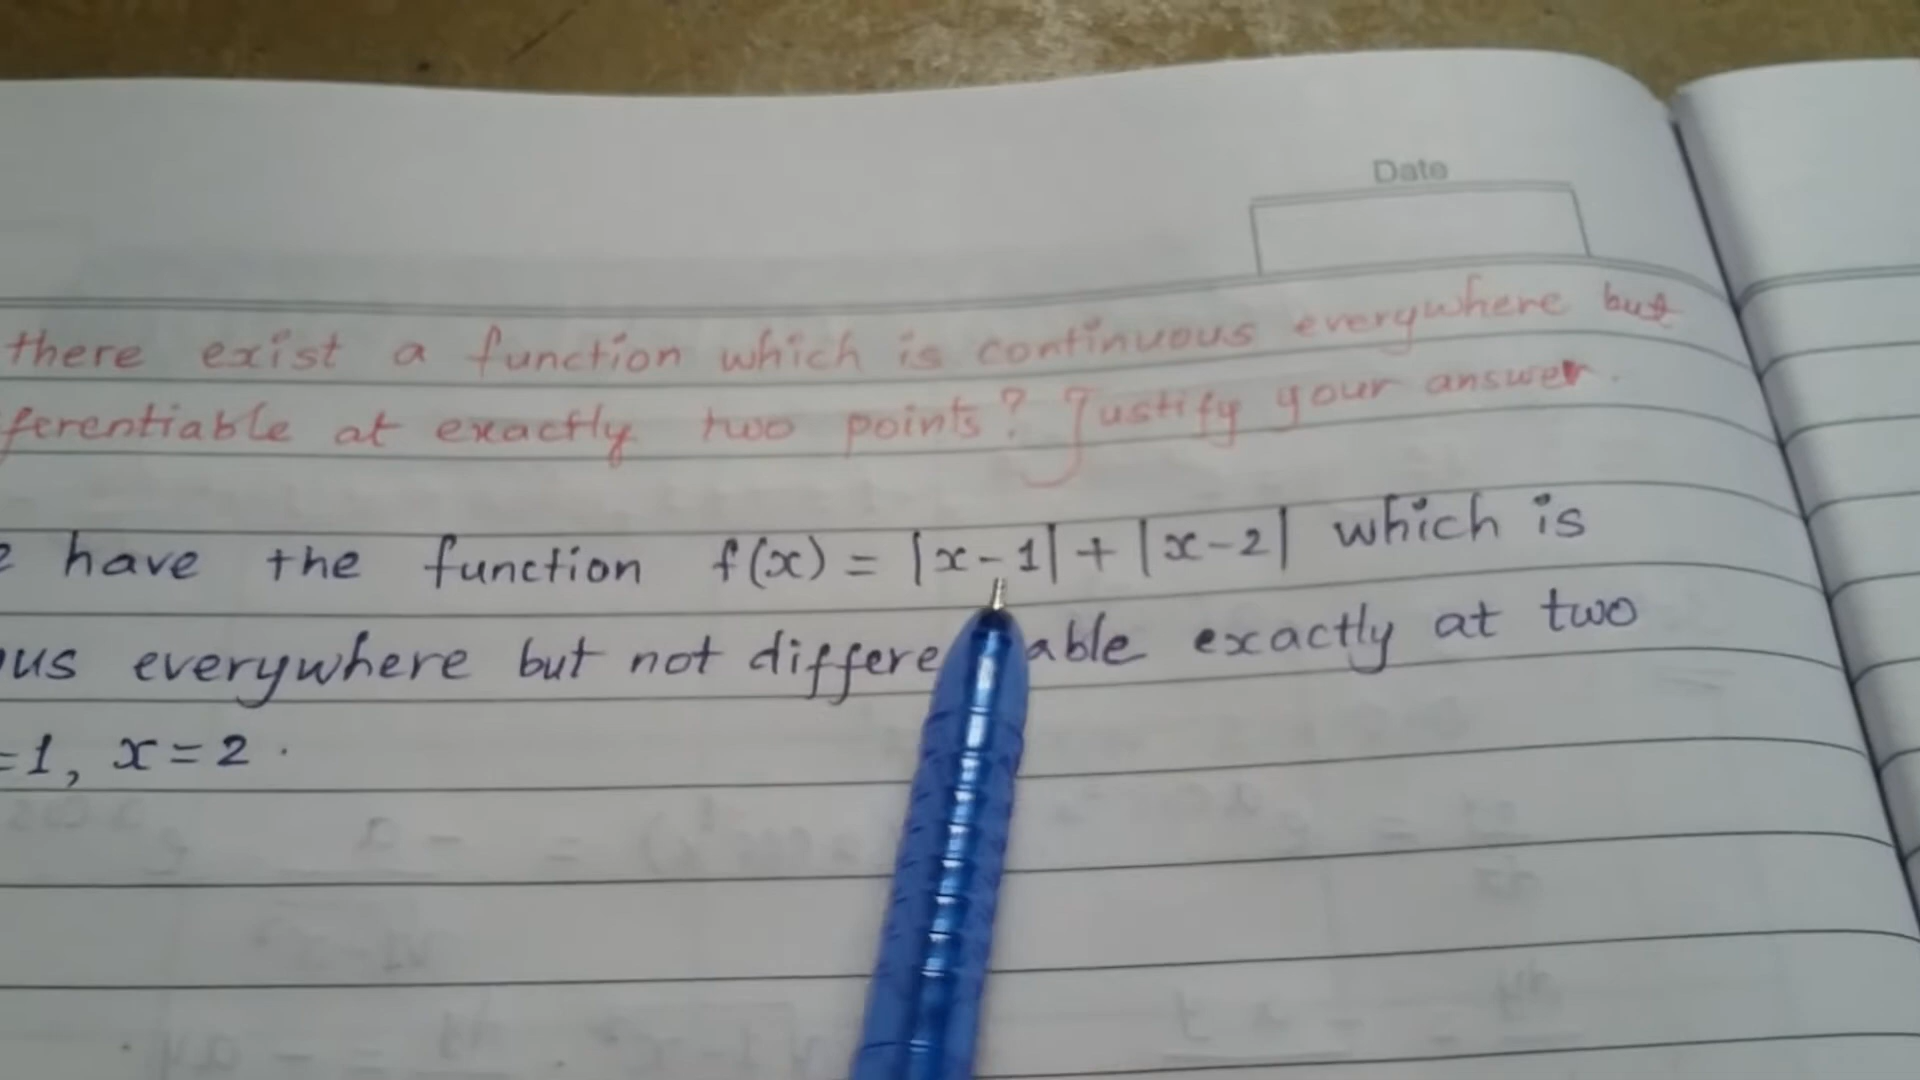 Date
there exist a function which is continuous everywhere but
ferentiable at exactly two points? Justify your answer.
have the function f(x) = |x-1| + |x-2| which is
us everywhere but not differe able exactly at two
=1, x=2.